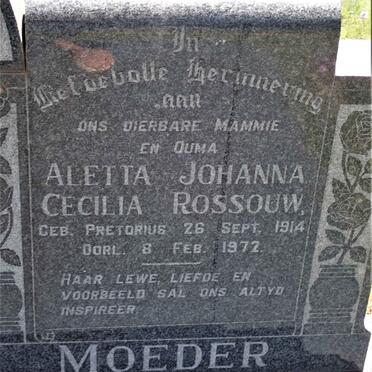 In
Liefdevolle Herinnering
aan
ONS DIERBARE MAMMIE
EN OUMA
ALETTA JOHANNA
CECILIA ROSSOUW,
GEB. PRETORIUS 26 SEPT. 1914
OORL. 8 FEB. 1972.
HAAR LEWE, LIEFDE EN
VOORBEELD SAL ONS ALTYD
INSPIREER
MOEDER